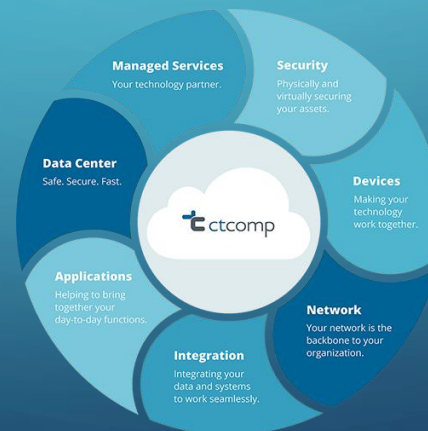 Managed Services
Your technology partner.
Security
Physically and
virtually securing
your assets.
Devices
Making your
technology
work together.
Network
Your network is the
backbone to your
organization.
Integration
Integrating your
data and systems
to work seamlessly.
Applications
Helping to bring
together your
day-to-day functions.
Data Center
Safe. Secure. Fast.
ctcomp